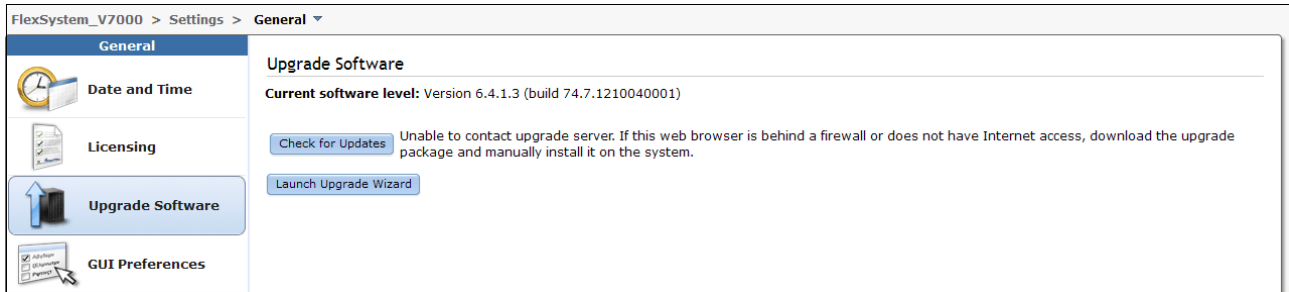 FlexSystem_V7000 > Settings > General
General
Date and Time
Licensing
Upgrade Software
GUI Preferences
Upgrade Software
Current software level: Version 6.4.1.3 (build 74.7.1210040001)
Check for Updates
Unable to contact upgrade server. If this web browser is behind a firewall or does not have Internet access, download the upgrade
package and manually install it on the system.
Launch Upgrade Wizard